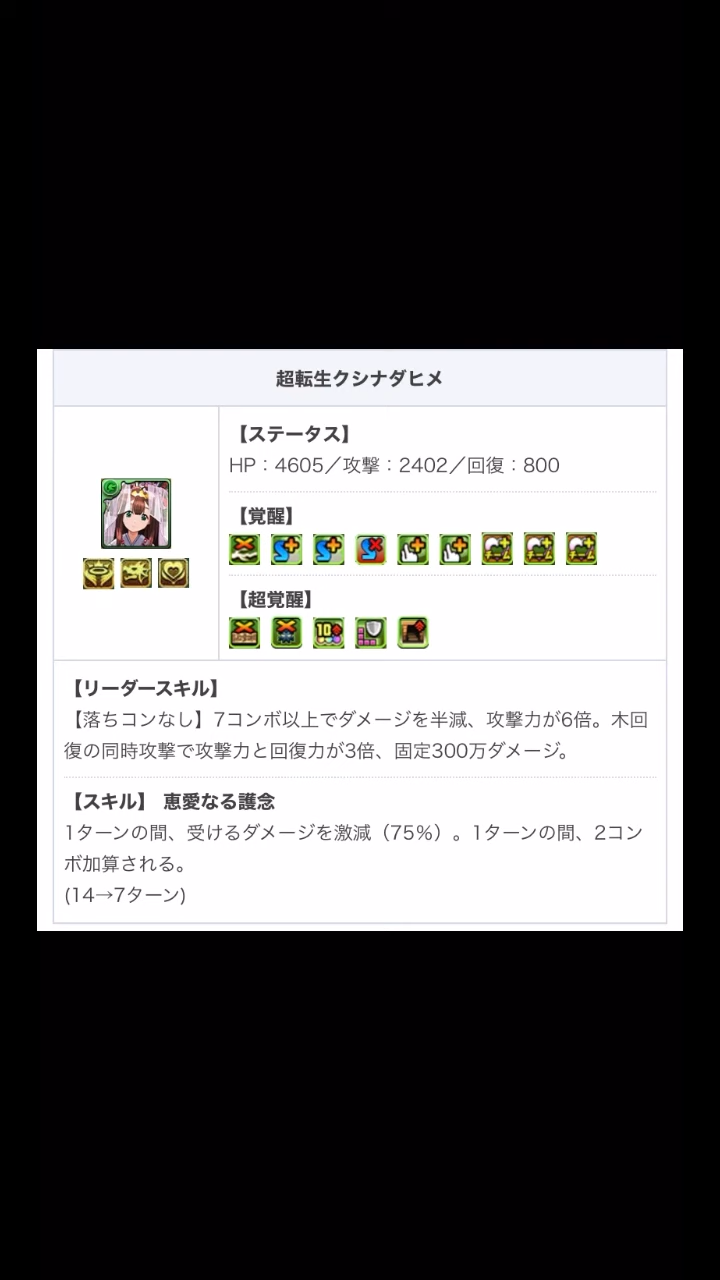 超転生クシナダヒメ
【ステータス】
HP：4605／攻撃：2402／回復：800
【覚醒】
【超覚醒】
【リーダースキル】
【落ちコンなし】7コンボ以上でダメージを半減、攻撃力が6倍。木回
復の同時攻撃で攻撃力と回復力が3倍、固定300万ダメージ。
【スキル】 恵愛なる護念
1ターンの間、受けるダメージを激減（75%）。1ターンの間、2コン
ボ加算される。
(14→7ターン)